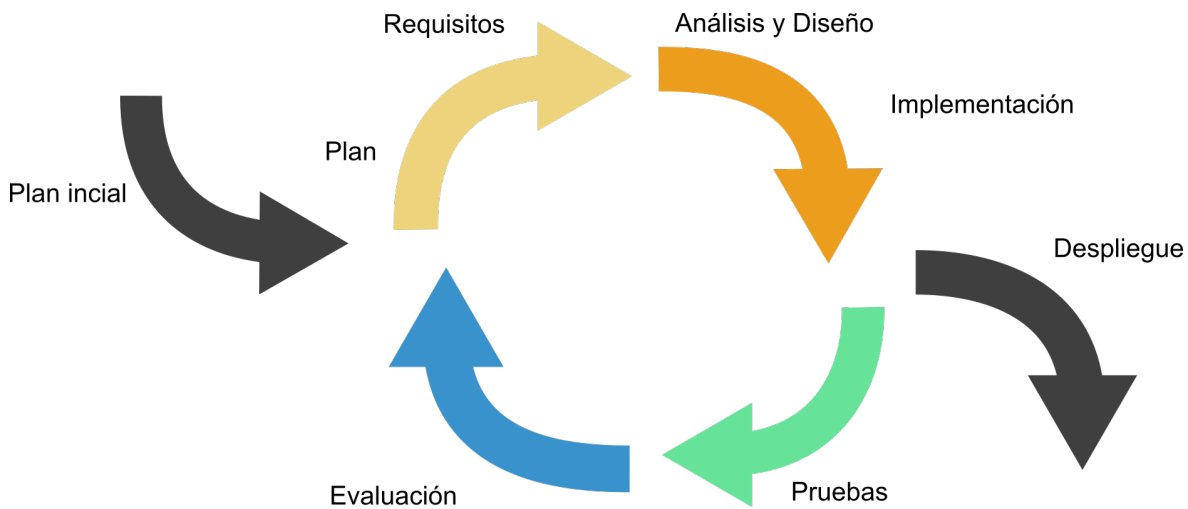 Requisitos
Análisis y Diseño
Implementación
Plan
Plan incial
Despliegue
Pruebas
Evaluación